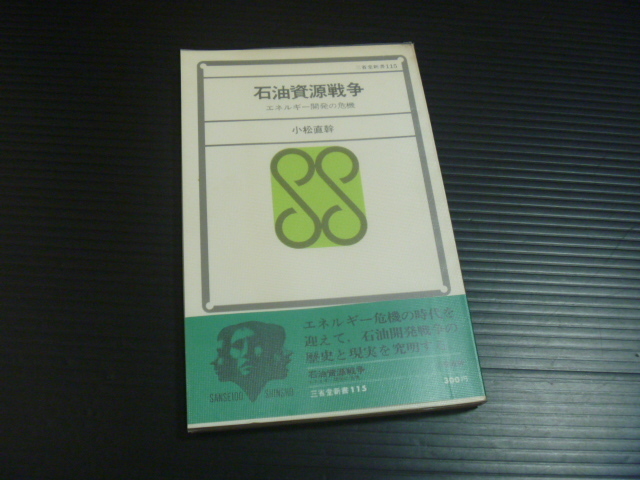 三省堂新書115
石油資源戦争
エネルギー開発の危機
小松直幹
エネルギー危機の時代を
迎えて、石油開発戦争の
歴史と現実を究明す
石油資源戦争
三省堂新書115
300円
SANSEIDO SHINSHO